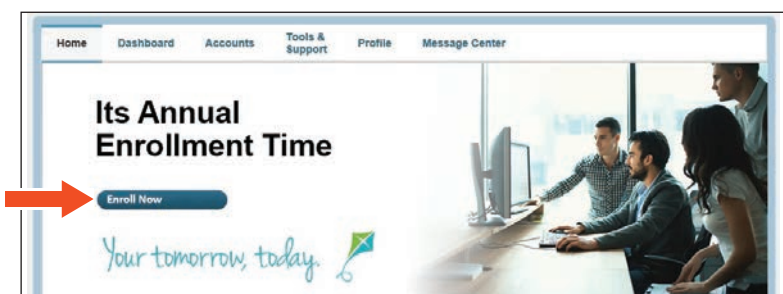 Home Dashboard Accounts Tools & Support Profile Message Center
Its Annual
Enrollment Time
Enroll Now
Your tomorrow, today.